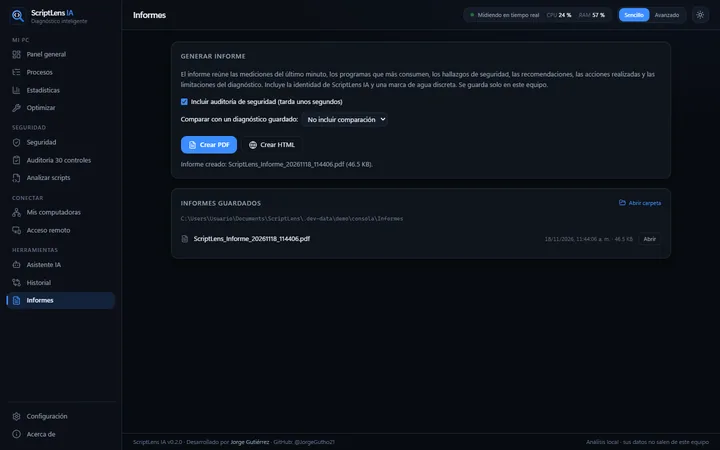 ScriptLens IA
Diagnóstico inteligente
MI PC
Panel general
Procesos
Estadísticas
Optimizar
SEGURIDAD
Seguridad
Auditoría 30 controles
Analizar scripts
CONECTAR
Mis computadoras
Acceso remoto
HERRAMIENTAS
Asistente IA
Historial
Informes
Configuración
Acerca de
Informes
Midiendo en tiempo real CPU 24 % RAM 57 %
Sencillo Avanzado
GENERAR INFORME
El informe reúne las mediciones del último minuto, los programas que más consumen, los hallazgos de seguridad, las recomendaciones, las acciones realizadas y las
limitaciones del diagnóstico. Incluye la identidad de ScriptLens IA y una marca de agua discreta. Se guarda solo en este equipo.
Incluir auditoría de seguridad (tarda unos segundos)
Comparar con un diagnóstico guardado: No incluir comparación
Crear PDF Crear HTML
Informe creado: ScriptLens_Informe_20261118_114406.pdf (46.5 KB).
INFORMES GUARDADOS Abrir carpeta
C:\Users\Usuario\Documents\ScriptLens\.dev-data\demo\consola\Informes
ScriptLens_Informe_20261118_114406.pdf 18/11/2026, 11:44:06 a. m. · 46.5 KB Abrir
ScriptLens IA v0.2.0 · Desarrollado por Jorge Gutiérrez · GitHub: @JorgeGutho21
Análisis local · sus datos no salen de este equipo